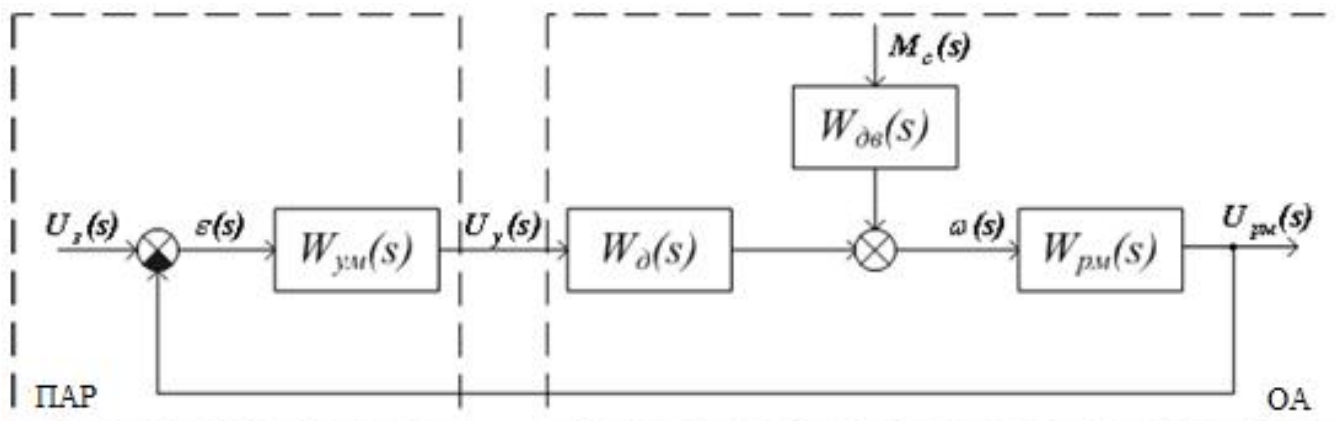 M_c(s)
W_дв(s)
U_з(s)
ε(s)
W_ум(s)
U_у(s)
W_д(s)
ω(s)
W_рм(s)
U_рм(s)
ПАР
ОА